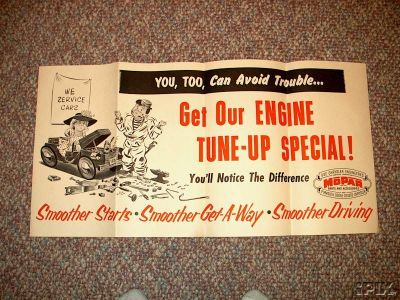 YOU, TOO, Can Avoid Trouble...
WE
ZERVICE
CARZ
Get Our ENGINE
TUNE-UP SPECIAL!
You'll Notice The Difference
MOPAR
Smoother Starts · Smoother Get-A-Way · Smoother Driving